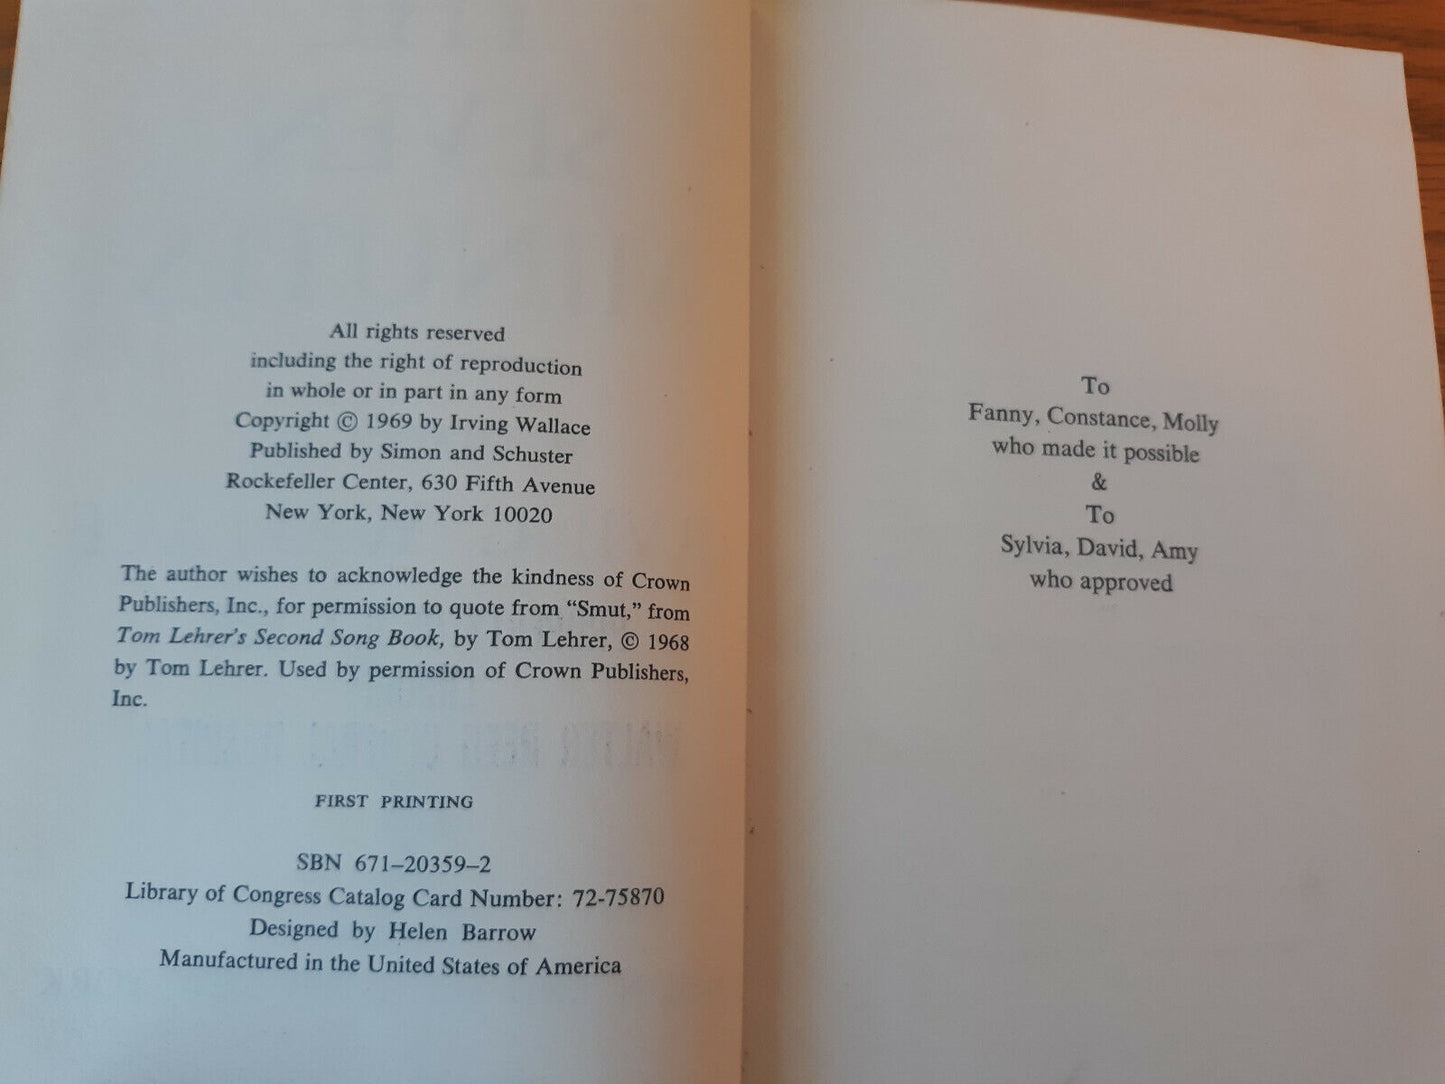 All rights reserved
including the right of reproduction
in whole or in part in any form
Copyright © 1969 by Irving Wallace
Published by Simon and Schuster
Rockefeller Center, 630 Fifth Avenue
New York, New York 10020
The author wishes to acknowledge the kindness of Crown
Publishers, Inc., for permission to quote from “Smut,” from
Tom Lehrer's Second Song Book, by Tom Lehrer, © 1968
by Tom Lehrer. Used by permission of Crown Publishers,
Inc.
FIRST PRINTING
SBN 671–20359–2
Library of Congress Catalog Card Number: 72-75870
Designed by Helen Barrow
Manufactured in the United States of America
To
Fanny, Constance, Molly
who made it possible
&
To
Sylvia, David, Amy
who approved